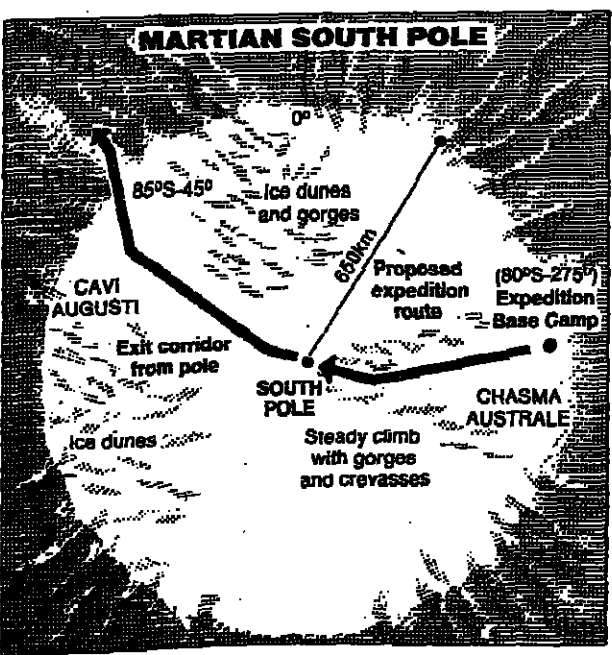 MARTIAN SOUTH POLE
0º
85ºS-45º
Ice dunes
and gorges
650km
Proposed
expedition
route
(80ºS-275º)
Expedition
Base Camp
CAVI
AUGUSTI
Exit corridor
from pole
SOUTH
POLE
CHASMA
AUSTRALE
Ice dunes
Steady climb
with gorges
and crevasses